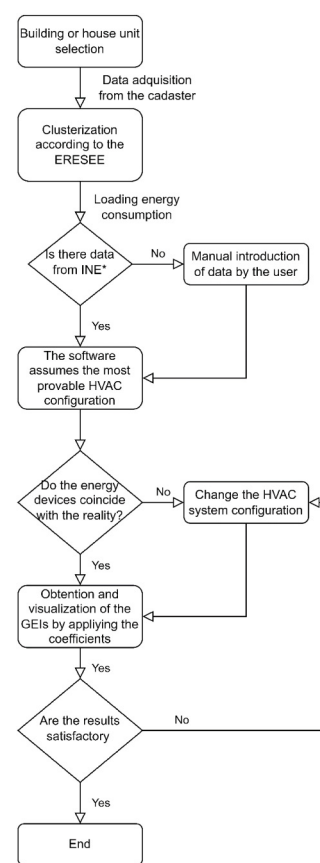 Building or house unit
selection
Data adquisition
from the cadaster
Clusterization
according to the
ERESEE
Loading energy
consumption
Is there data
from INE*
No
Manual introduction
of data by the user
Yes
The software
assumes the most
provable HVAC
configuration
Do the energy
devices coincide
with the reality?
No
Change the HVAC
system configuration
Yes
Obtention and
visualization of the
GEIs by appliying the
coefficients
Yes
Are the results
satisfactory
No
Yes
End